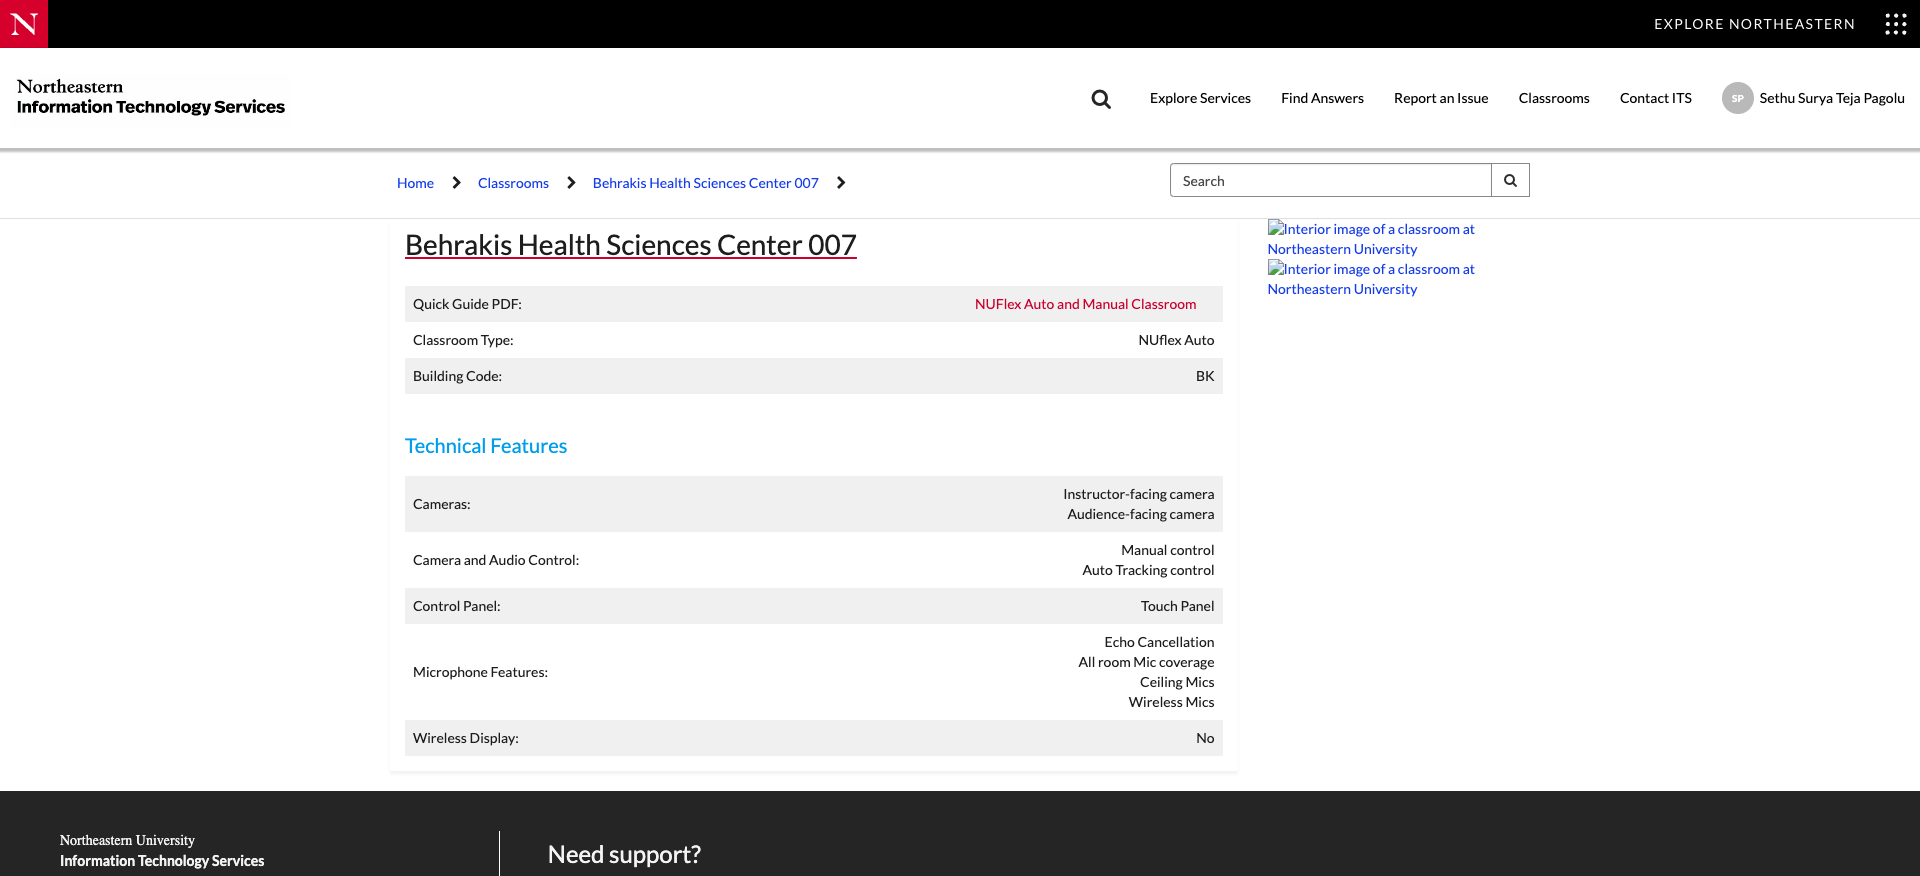 N
EXPLORE NORTHEASTERN
Northeastern
Information Technology Services
Explore Services
Find Answers
Report an Issue
Classrooms
Contact ITS
SP
Sethu Surya Teja Pagolu
Home
Classrooms
Behrakis Health Sciences Center 007
Search
Behrakis Health Sciences Center 007
Quick Guide PDF:
NUFlex Auto and Manual Classroom
Classroom Type:
NUflex Auto
Building Code:
BK
Technical Features
Cameras:
Instructor-facing camera
Audience-facing camera
Camera and Audio Control:
Manual control
Auto Tracking control
Control Panel:
Touch Panel
Microphone Features:
Echo Cancellation
All room Mic coverage
Ceiling Mics
Wireless Mics
Wireless Display:
No
Interior image of a classroom at
Northeastern University
Interior image of a classroom at
Northeastern University
Northeastern University
Information Technology Services
Need support?